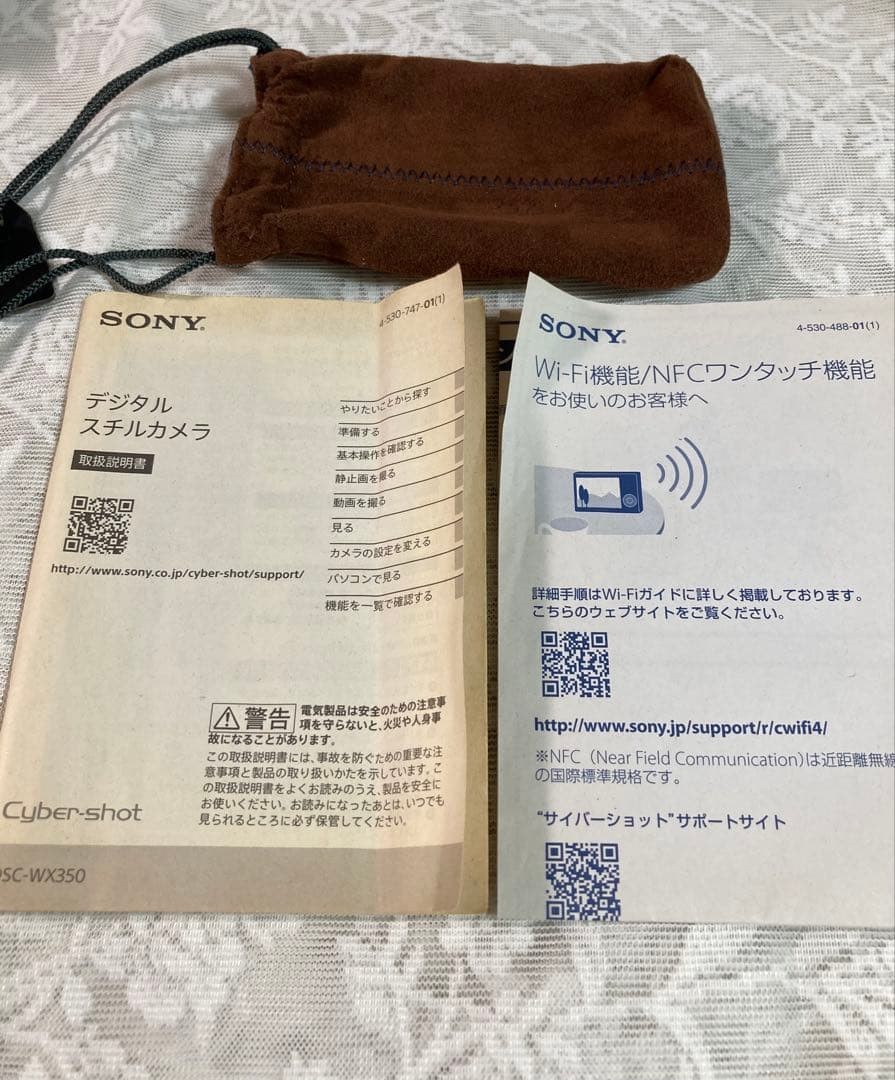 SONY®
4-530-747-01(1)
デジタル
スチルカメラ
取扱説明書
http://www.sony.co.jp/cyber-shot/support/
やりたいことから探す
準備する
基本操作を確認する
静止画を撮る
動画を撮る
見る
カメラの設定を変える
パソコンで見る
機能を一覧で確認する
警告 電気製品は安全のための注意事
項を守らないと、火災や人身事
故になることがあります。
この取扱説明書には、事故を防ぐための重要な注
意事項と製品の取り扱いかたを示しています。こ
の取扱説明書をよくお読みのうえ、製品を安全に
お使いください。お読みになったあとは、いつでも
見られるところに必ず保管してください。
Cyber-shot
DSC-WX350
SONY®
4-530-488-01(1)
Wi-Fi機能/NFCワンタッチ機能
をお使いのお客様へ
詳細手順はWi-Fiガイドに詳しく掲載しております。
こちらのウェブサイトをご覧ください。
http://www.sony.jp/support/r/cwifi4/
※NFC（Near Field Communication）は近距離無線
の国際標準規格です。
“サイバーショット”サポートサイト